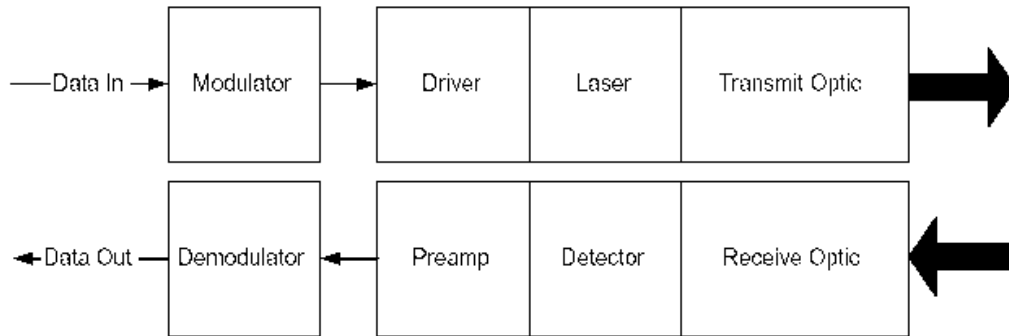 Data In Modulator Driver Laser Transmit Optic
Data Out Demodulator Preamp Detector Receive Optic